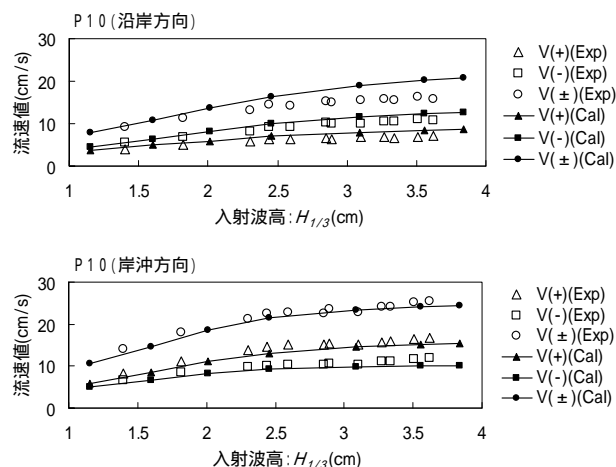 P10(沿岸方向)
30
20
10
0
流速値(cm/s)
1 1.5 2 2.5 3 3.5 4
入射波高:H1/3(cm)
V(+)(Exp)
V(-)(Exp)
V(±)(Exp)
V(+)(Cal)
V(-)(Cal)
V(±)(Cal)
P10(岸沖方向)
30
20
10
0
流速値(cm/s)
1 1.5 2 2.5 3 3.5 4
入射波高:H1/3(cm)
V(+)(Exp)
V(-)(Exp)
V(±)(Exp)
V(+)(Cal)
V(-)(Cal)
V(±)(Cal)